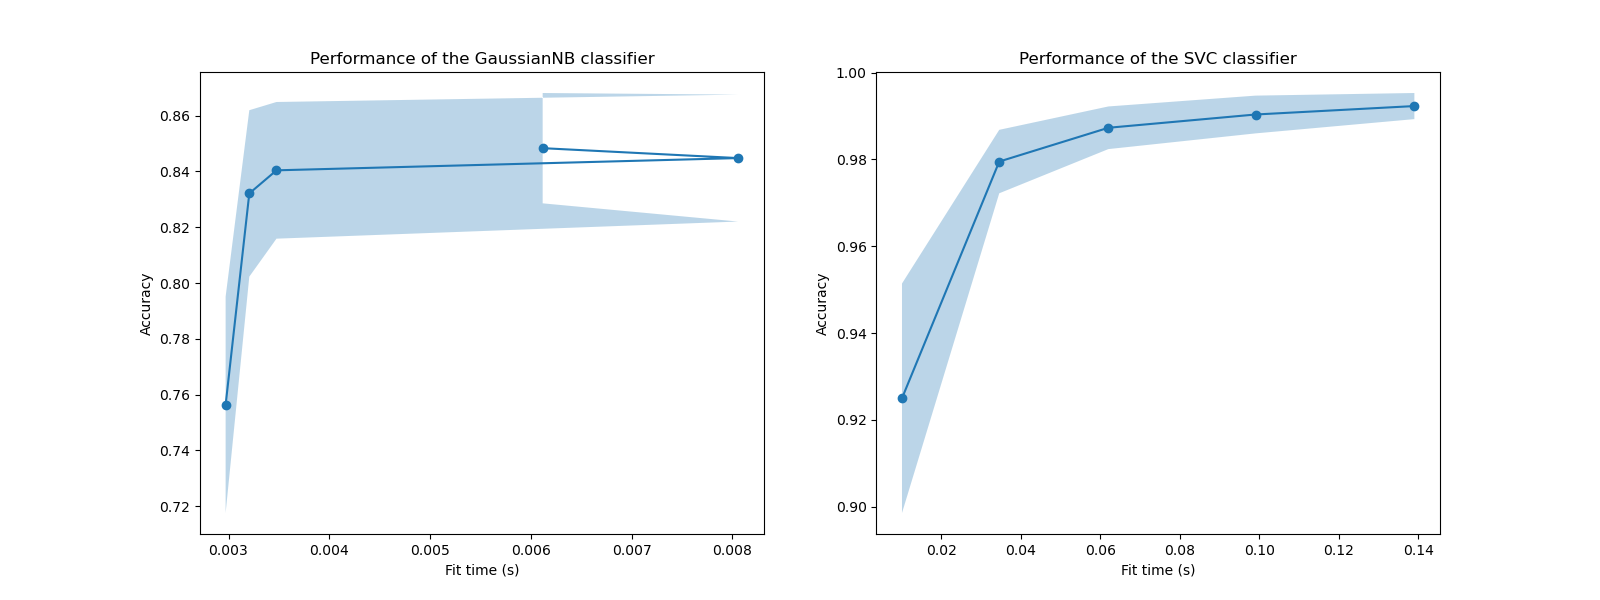 Performance of the GaussianNB classifier
0.86
0.84
0.82
0.80
0.78
0.76
0.74
0.72
Accuracy
0.003 0.004 0.005 0.006 0.007 0.008
Fit time (s)
Performance of the SVC classifier
1.00
0.98
0.96
0.94
0.92
0.90
Accuracy
0.02 0.04 0.06 0.08 0.10 0.12 0.14
Fit time (s)